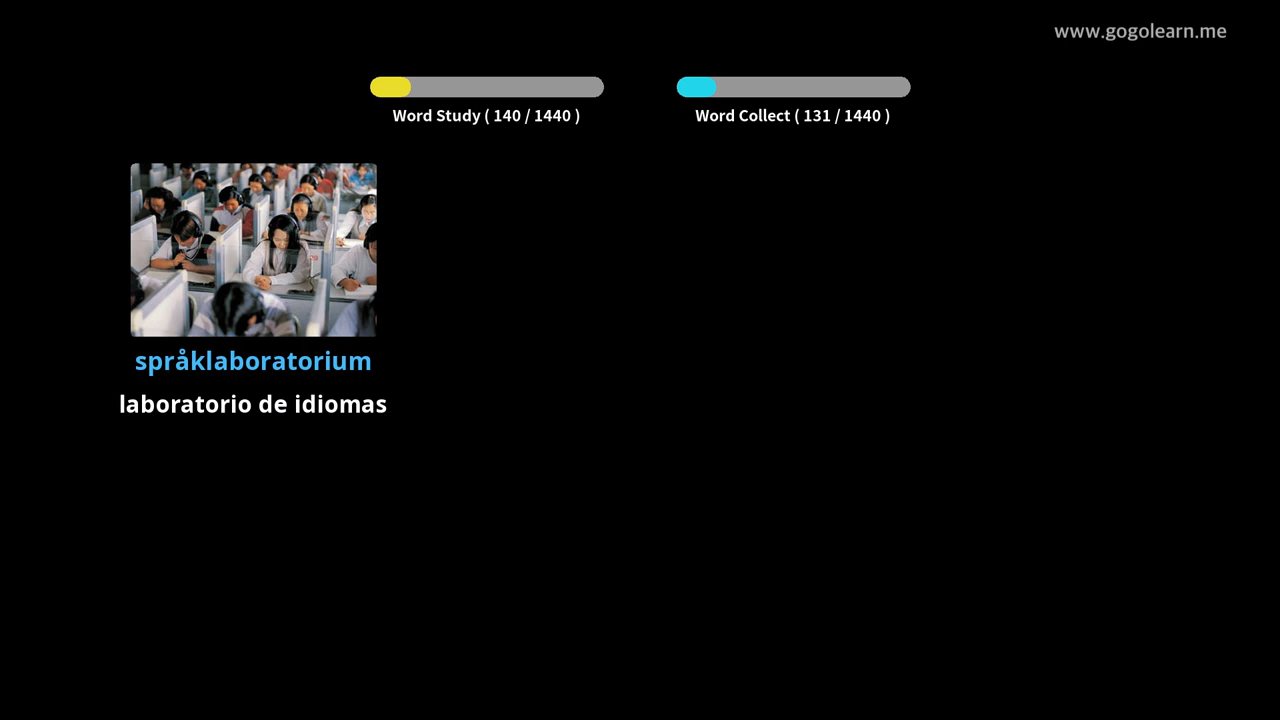 www.gogolearn.me
Word Study ( 140 / 1440 )
Word Collect ( 131 / 1440 )
språklaboratorium
laboratorio de idiomas